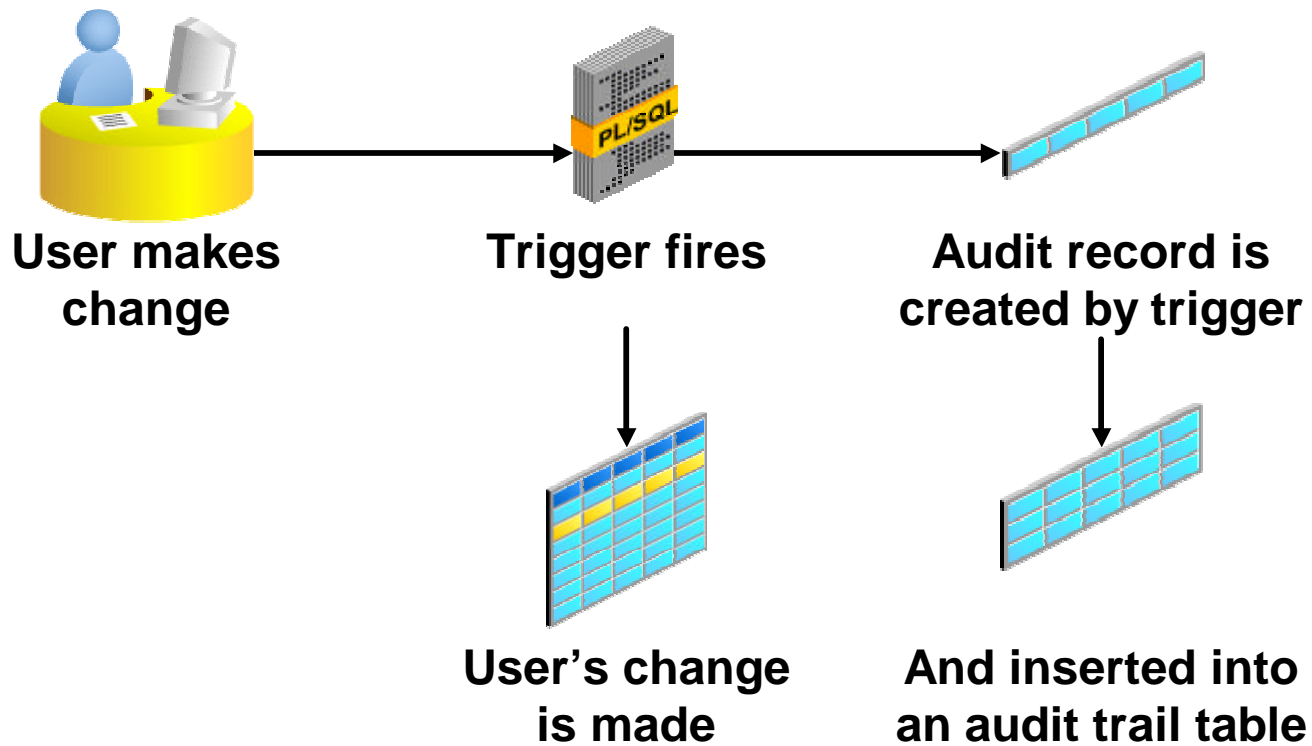 PL/SQL
User makes
change
Trigger fires
Audit record is
created by trigger
User’s change
is made
And inserted into
an audit trail table